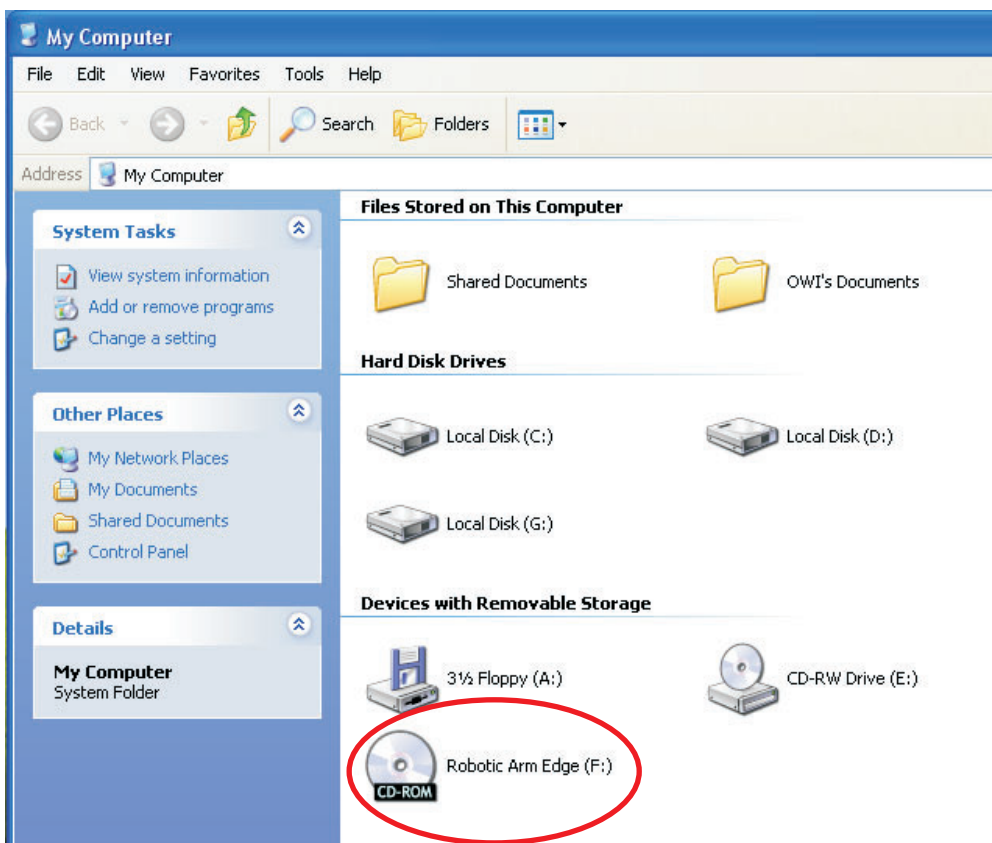 My Computer
File Edit View Favorites Tools Help
Back Search Folders
Address My Computer
System Tasks
View system information
Add or remove programs
Change a setting
Other Places
My Network Places
My Documents
Shared Documents
Control Panel
Details
My Computer
System Folder
Files Stored on This Computer
Shared Documents OWI's Documents
Hard Disk Drives
Local Disk (C:) Local Disk (D:)
Local Disk (G:)
Devices with Removable Storage
3½ Floppy (A:) CD-RW Drive (E:)
CD-ROM Robotic Arm Edge (F:)